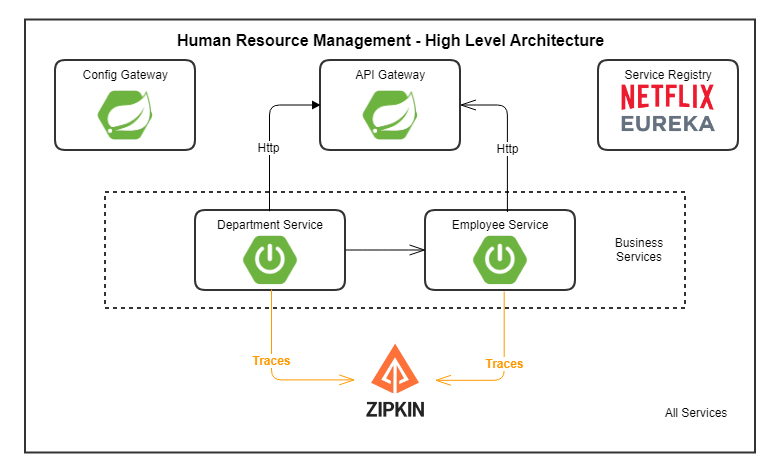 Human Resource Management - High Level Architecture
Config Gateway
API Gateway
Service Registry
NETFLIX
EUREKA
Http
Http
Department Service
Employee Service
Business
Services
Traces
Traces
ZIPKIN
All Services